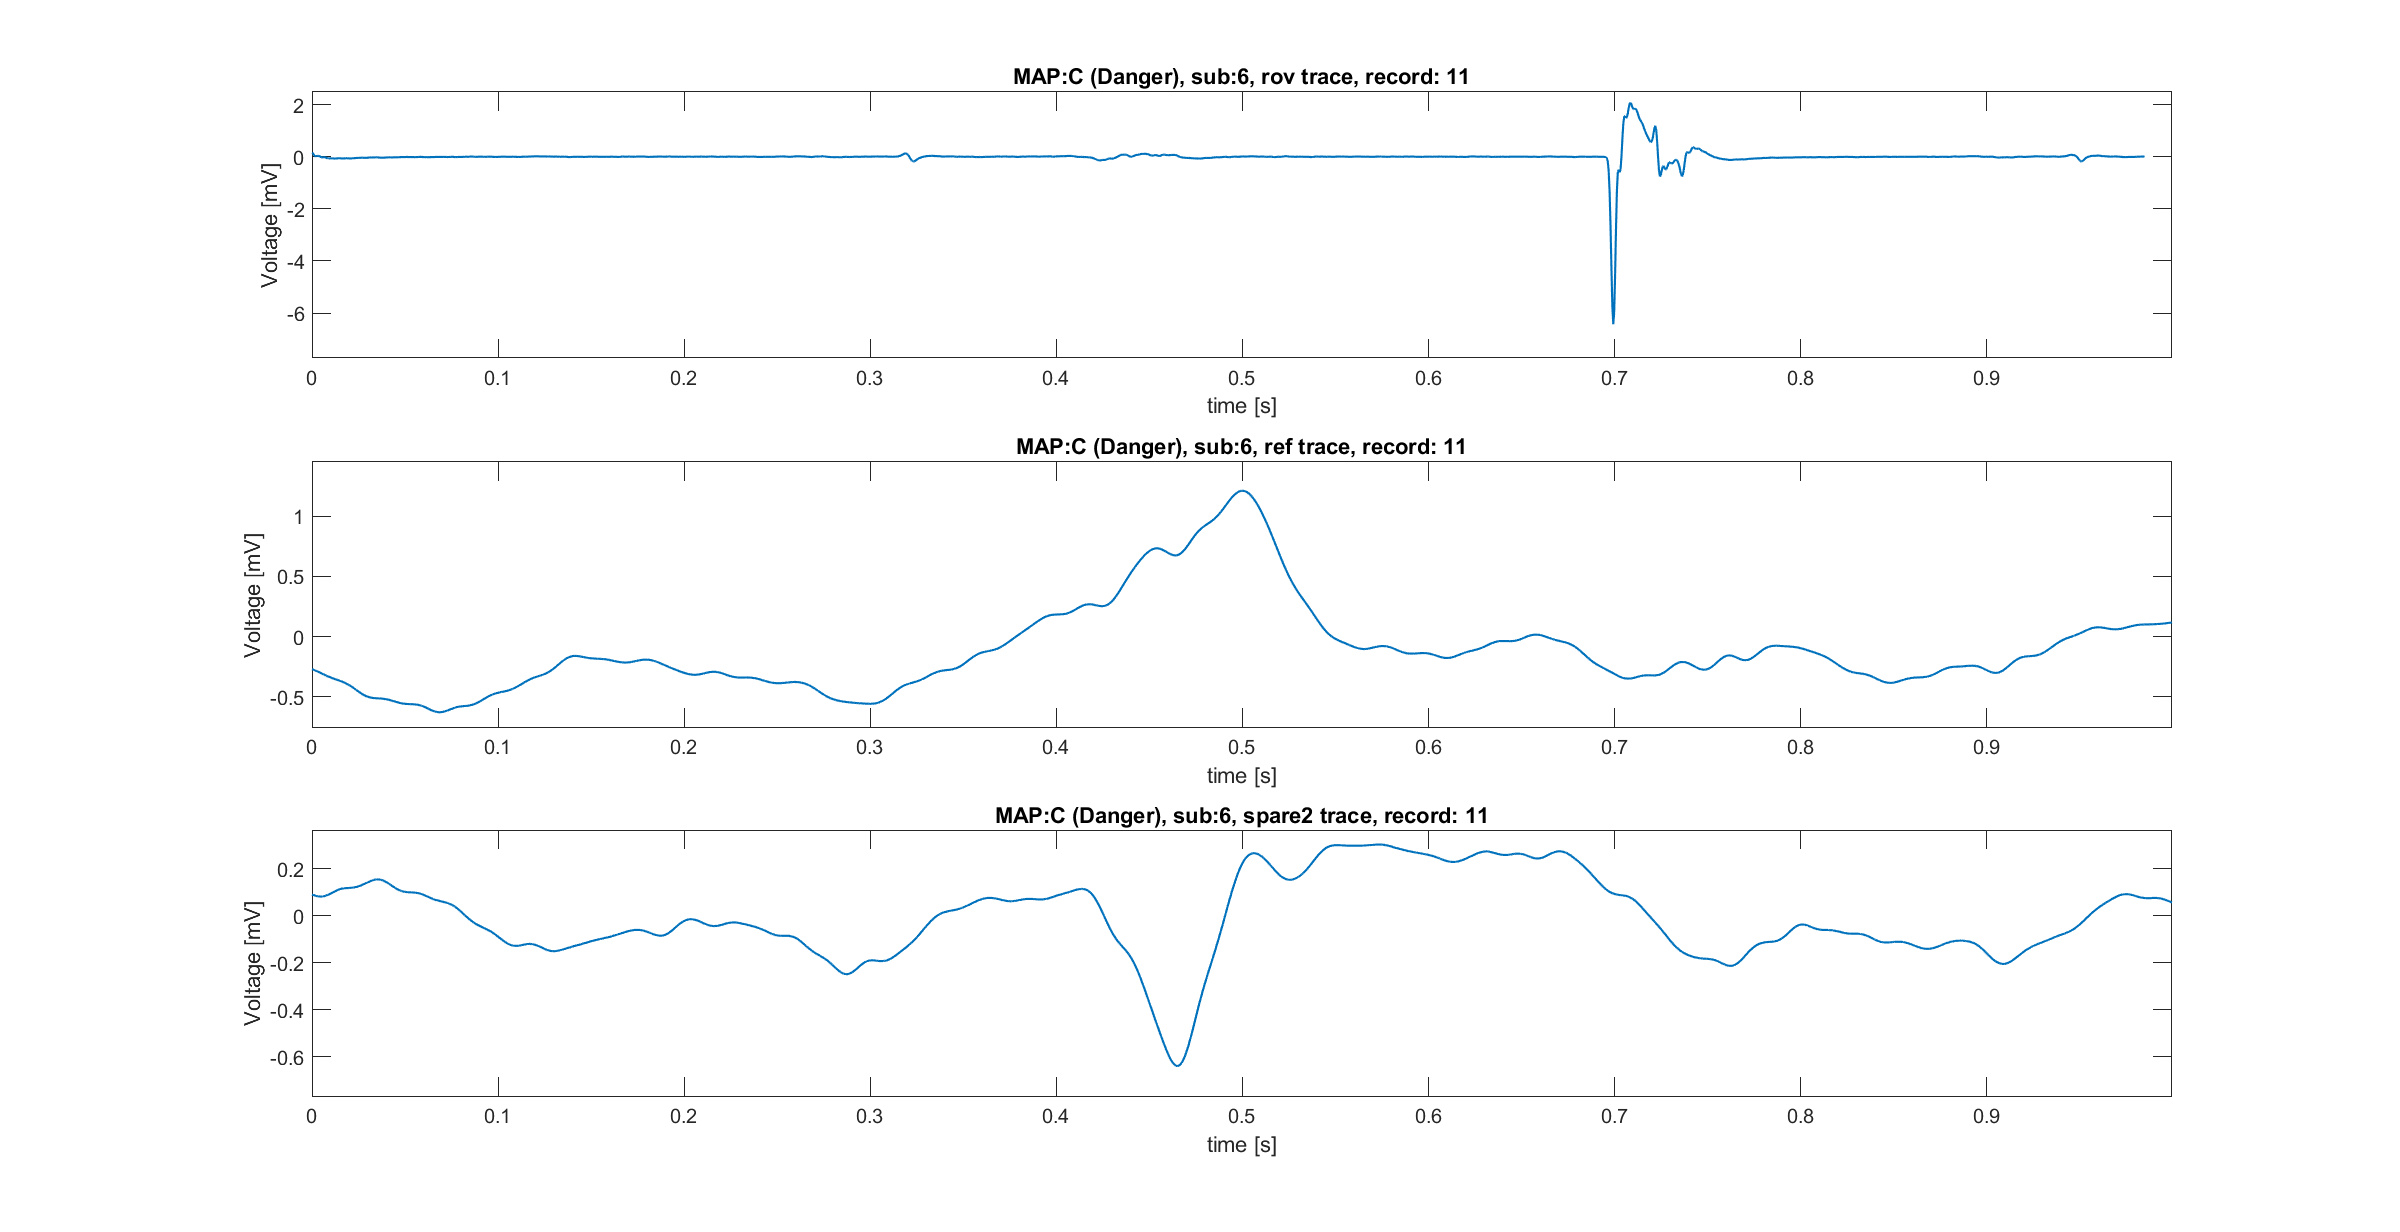 MAP:C (Danger), sub:6, rov trace, record: 11
Voltage [mV]
2
0
-2
-4
-6
0 0.1 0.2 0.3 0.4 0.5 0.6 0.7 0.8 0.9
time [s]
MAP:C (Danger), sub:6, ref trace, record: 11
Voltage [mV]
1
0.5
0
-0.5
0 0.1 0.2 0.3 0.4 0.5 0.6 0.7 0.8 0.9
time [s]
MAP:C (Danger), sub:6, spare2 trace, record: 11
Voltage [mV]
0.2
0
-0.2
-0.4
-0.6
0 0.1 0.2 0.3 0.4 0.5 0.6 0.7 0.8 0.9
time [s]